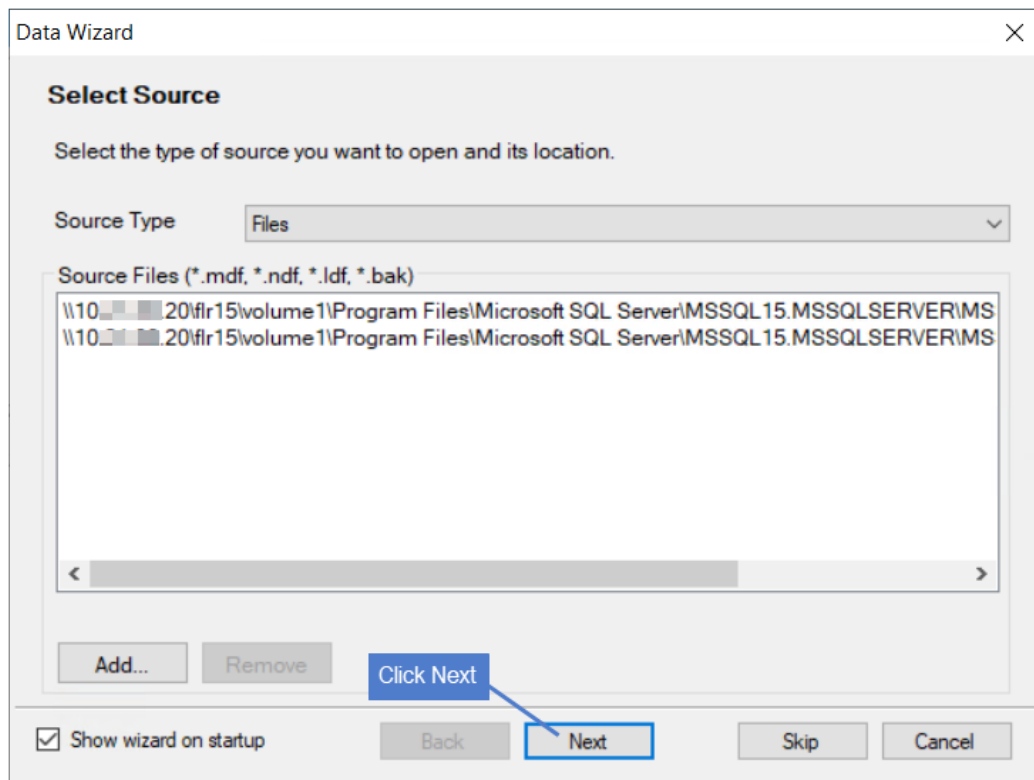 Data Wizard
Select Source
Select the type of source you want to open and its location.
Source Type Files
Source Files (*.mdf, *.ndf, *.ldf, *.bak)
\\10. .20\flr15\volume1\Program Files\Microsoft SQL Server\MSSQL15.MSSQLSERVER\MS
\\10. .20\flr15\volume1\Program Files\Microsoft SQL Server\MSSQL15.MSSQLSERVER\MS
Add... Remove
Click Next
Show wizard on startup Back Next Skip Cancel